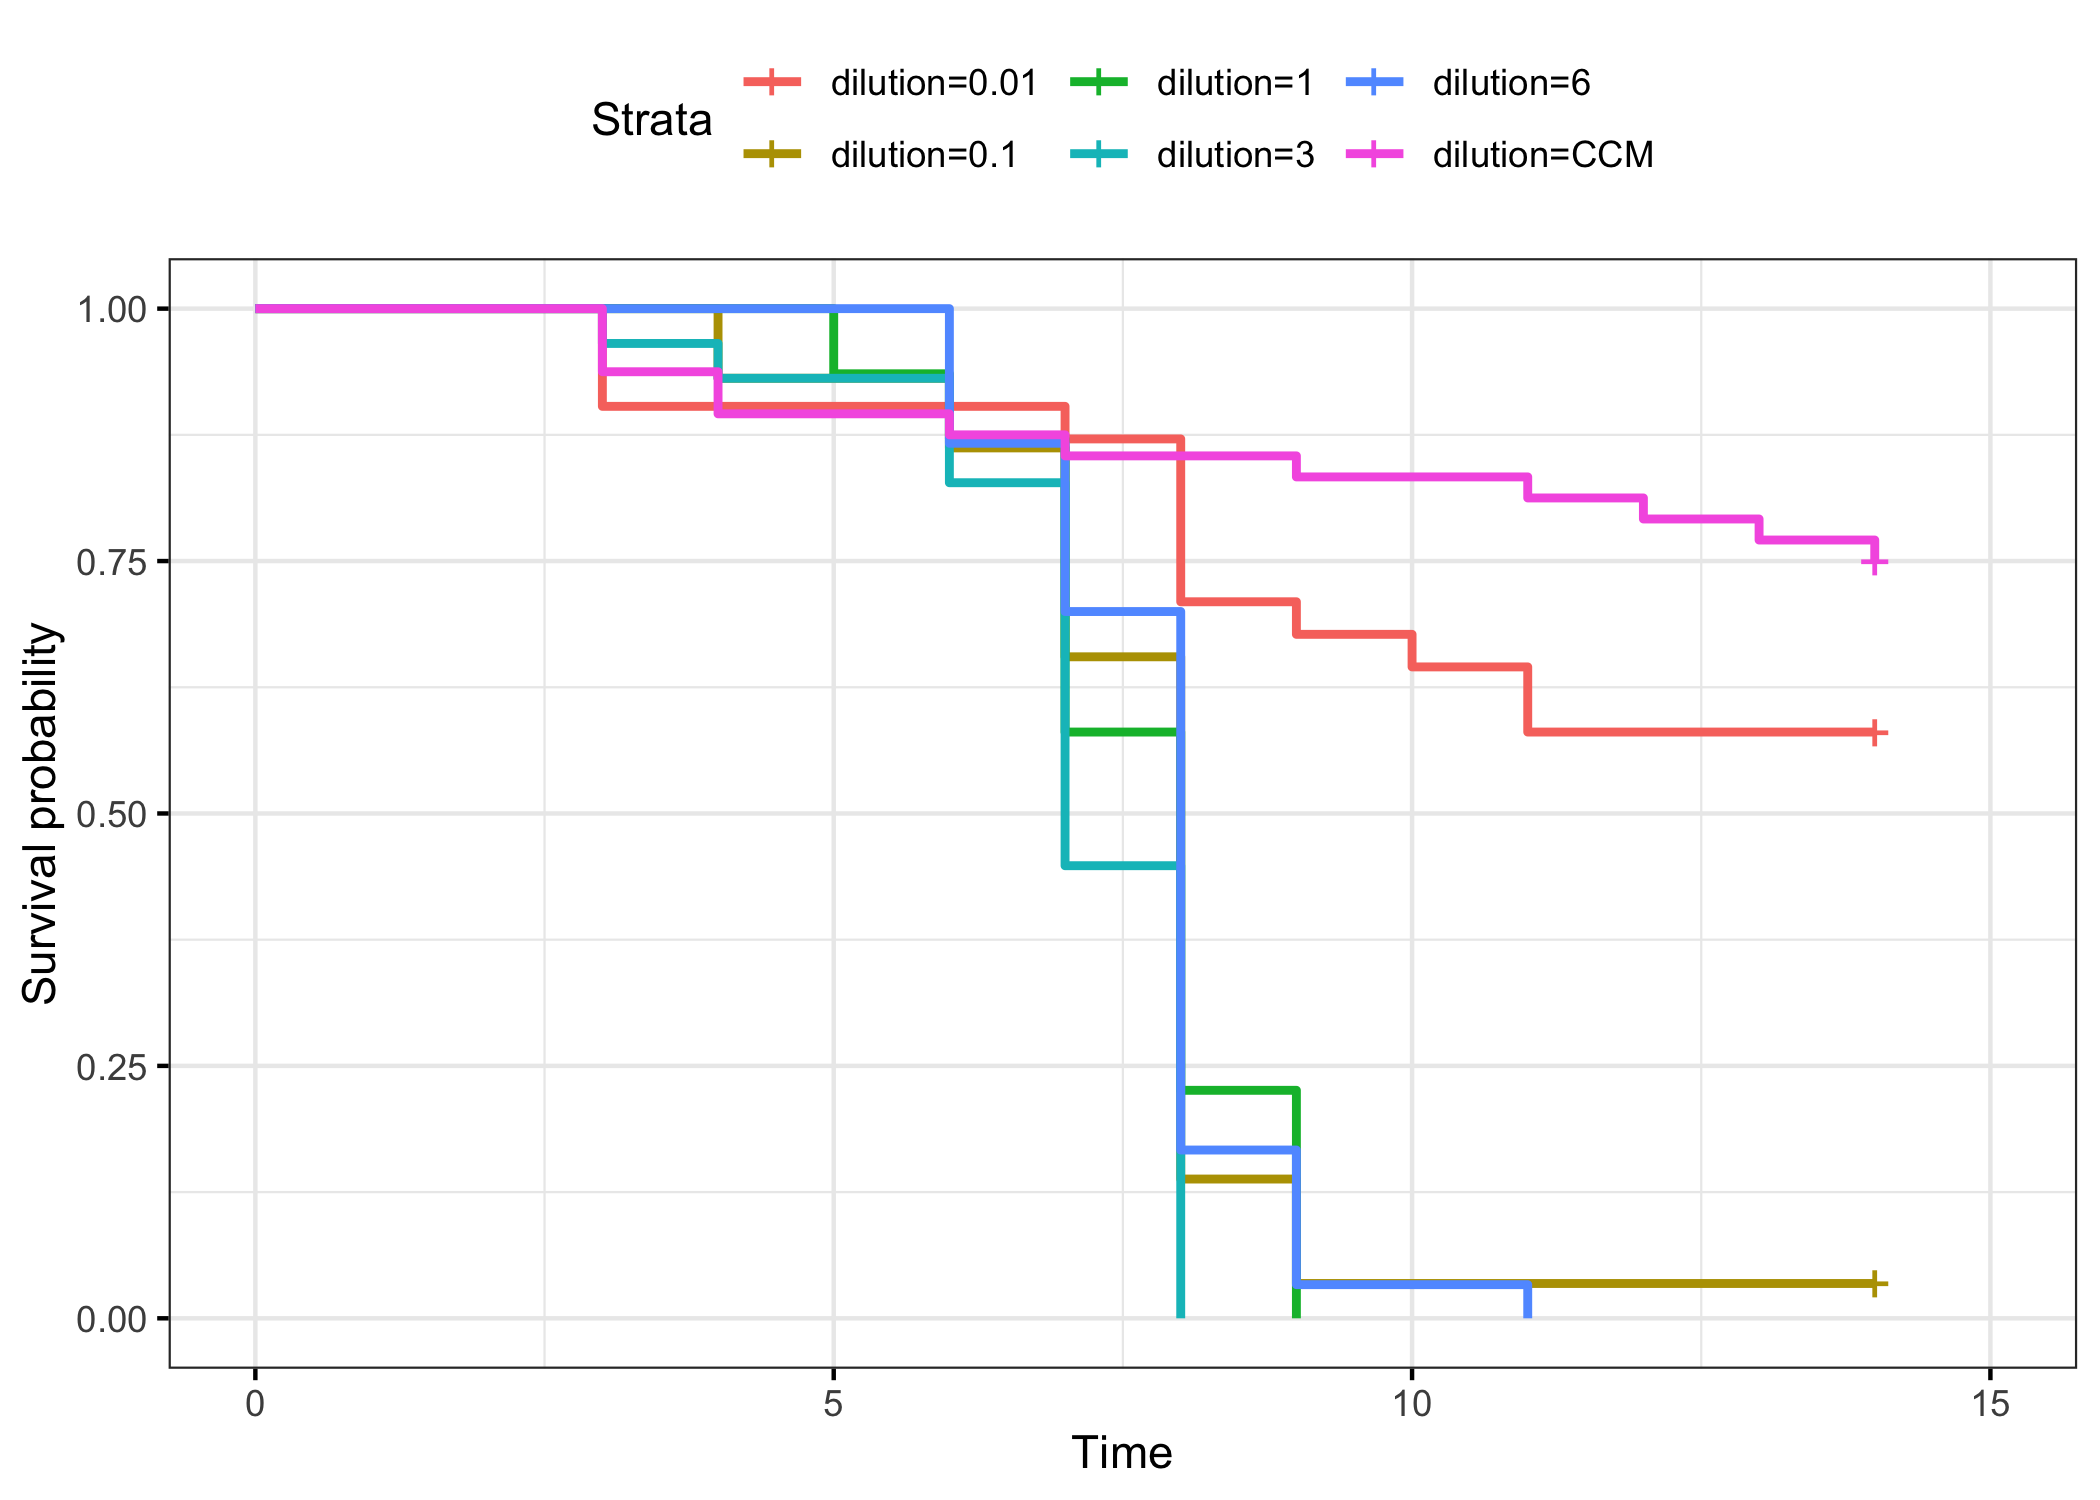 Strata
dilution=0.01 dilution=1 dilution=6
dilution=0.1 dilution=3 dilution=CCM
Survival probability
1.00
0.75
0.50
0.25
0.00
0 5 10 15
Time